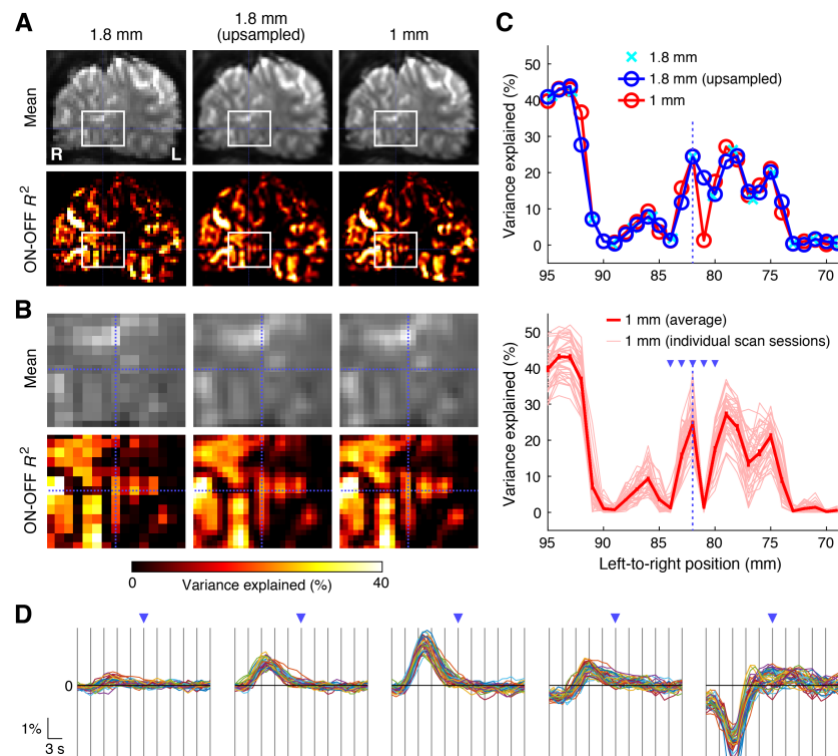 A
1.8 mm
1.8 mm
(upsampled)
1 mm
Mean
R
L
ON-OFF R²
B
Mean
ON-OFF R²
0
40
Variance explained (%)
C
1.8 mm
1.8 mm (upsampled)
1 mm
Variance explained (%)
50
40
30
20
10
0
95
90
85
80
75
70
1 mm (average)
1 mm (individual scan sessions)
Variance explained (%)
50
40
30
20
10
0
95
90
85
80
75
70
Left-to-right position (mm)
D
0
1%
3 s